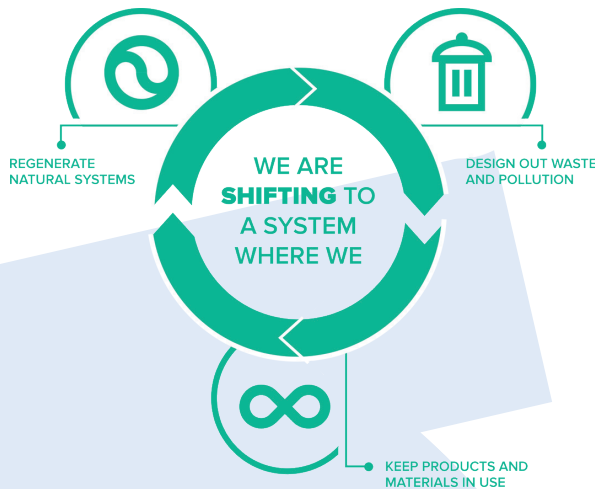 WE ARE
SHIFTING TO
A SYSTEM
WHERE WE
REGENERATE
NATURAL SYSTEMS
DESIGN OUT WASTE
AND POLLUTION
KEEP PRODUCTS AND
MATERIALS IN USE